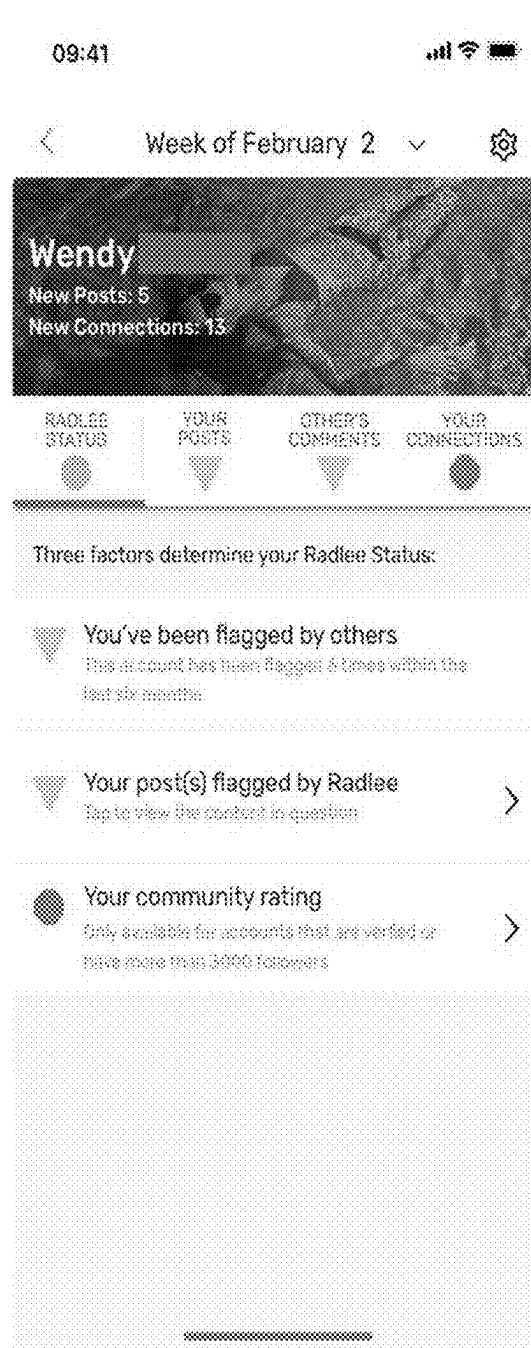 09:41
Week of February 2
Wendy
New Posts: 5
New Connections: 13
RADLEE STATUS
YOUR POSTS
OTHER'S COMMENTS
YOUR CONNECTIONS
Three factors determine your Radlee Status:
You've been flagged by others
This account has been flagged 6 times within the
last six months
Your post(s) flagged by Radlee
Tap to view the content in question
Your community rating
Only available for accounts that are verfied or
have more than 3000 followers